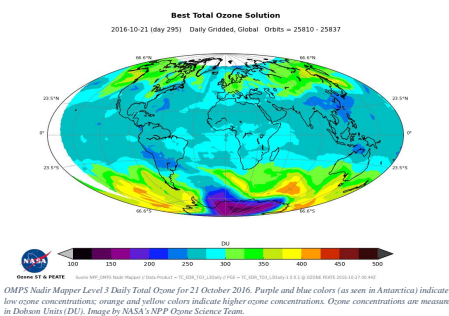 Best Total Ozone Solution
2016-10-21 (day 295) Daily Gridded, Global Orbits = 25810 - 25837
66.6°N 66.6°N
23.5°N 23.5°N
0° 0°
23.5°S 23.5°S
66.6°S 66.6°S
DU
100 150 200 250 300 350 400 450 500
NASA
Ozone ST & PEATE
OMPS Nadir Mapper Level 3 Daily Total Ozone for 21 October 2016. Purple and blue colors (as seen in Antarctica) indicate
low ozone concentrations; orange and yellow colors indicate higher ozone concentrations. Ozone concentrations are measun
in Dobson Units (DU). Image by NASA's NPP Ozone Science Team.